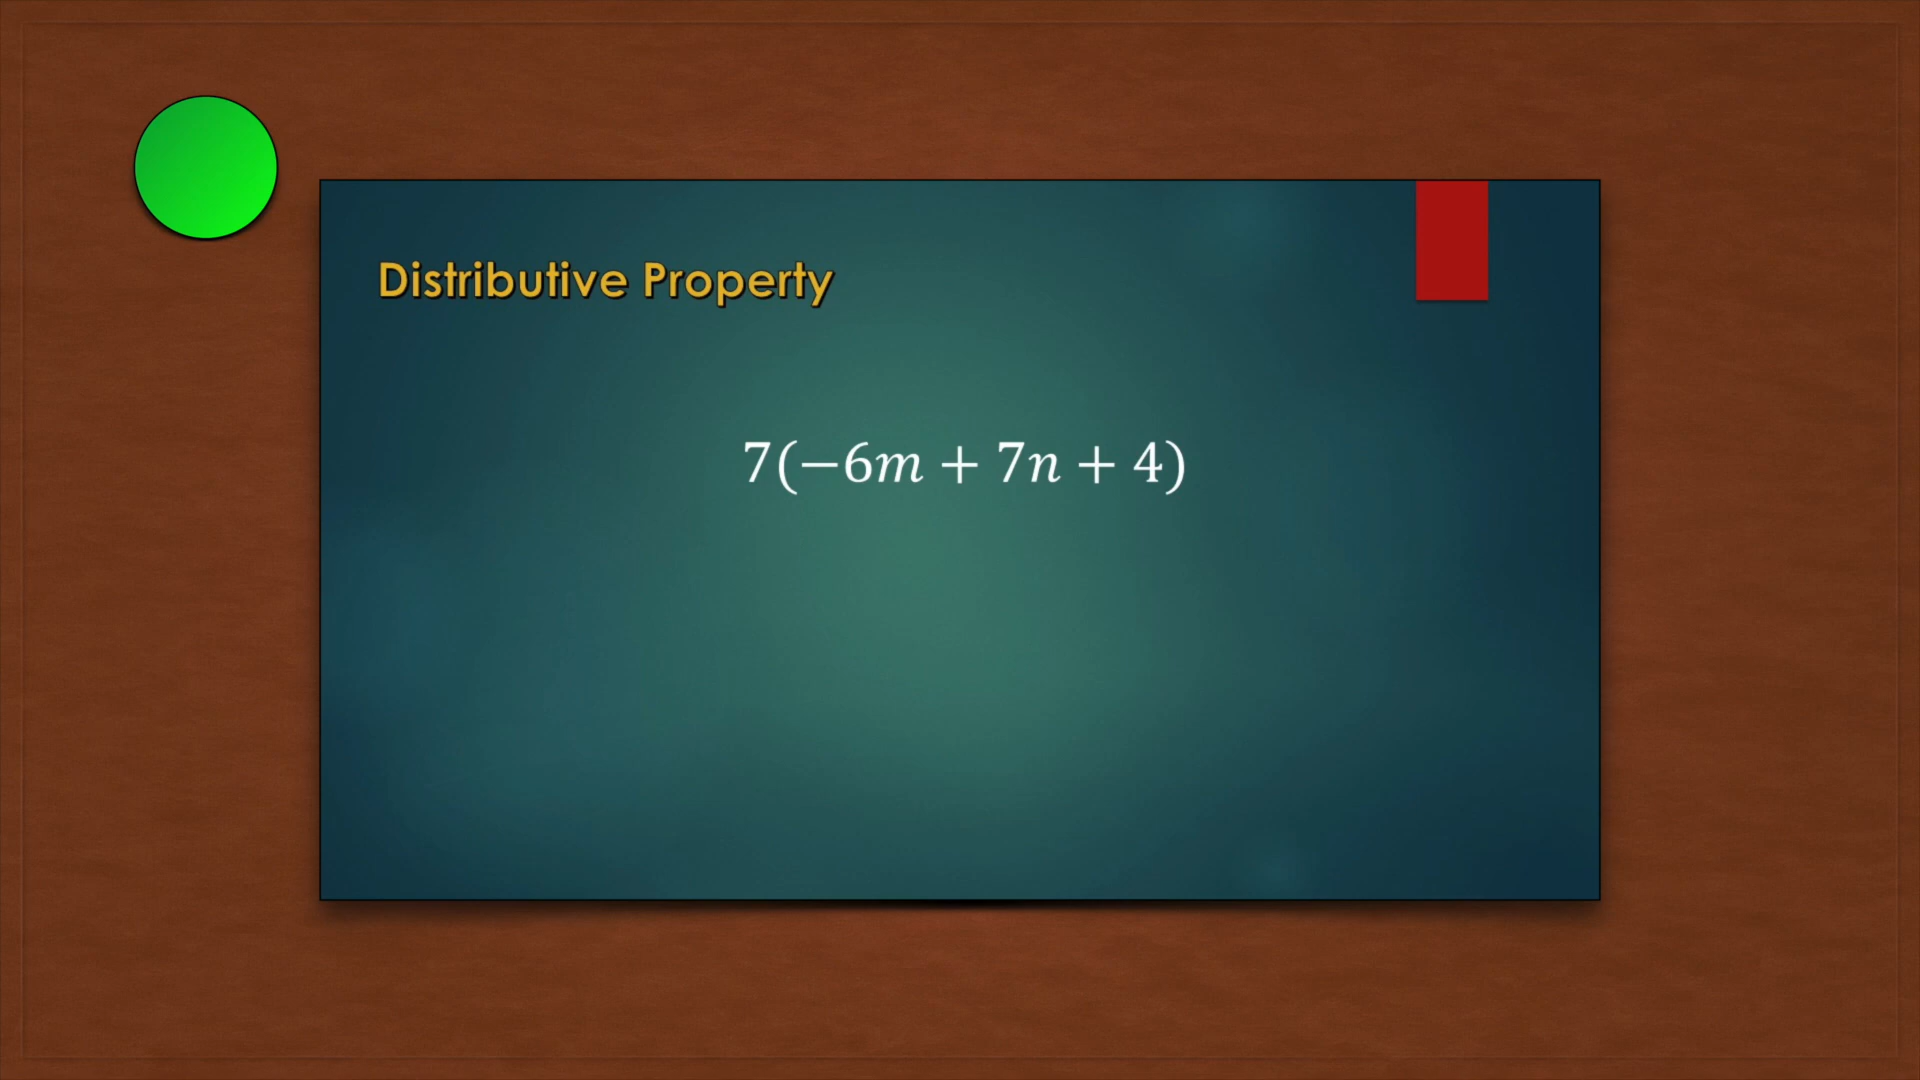 Distributive Property
7(−6m + 7n + 4)